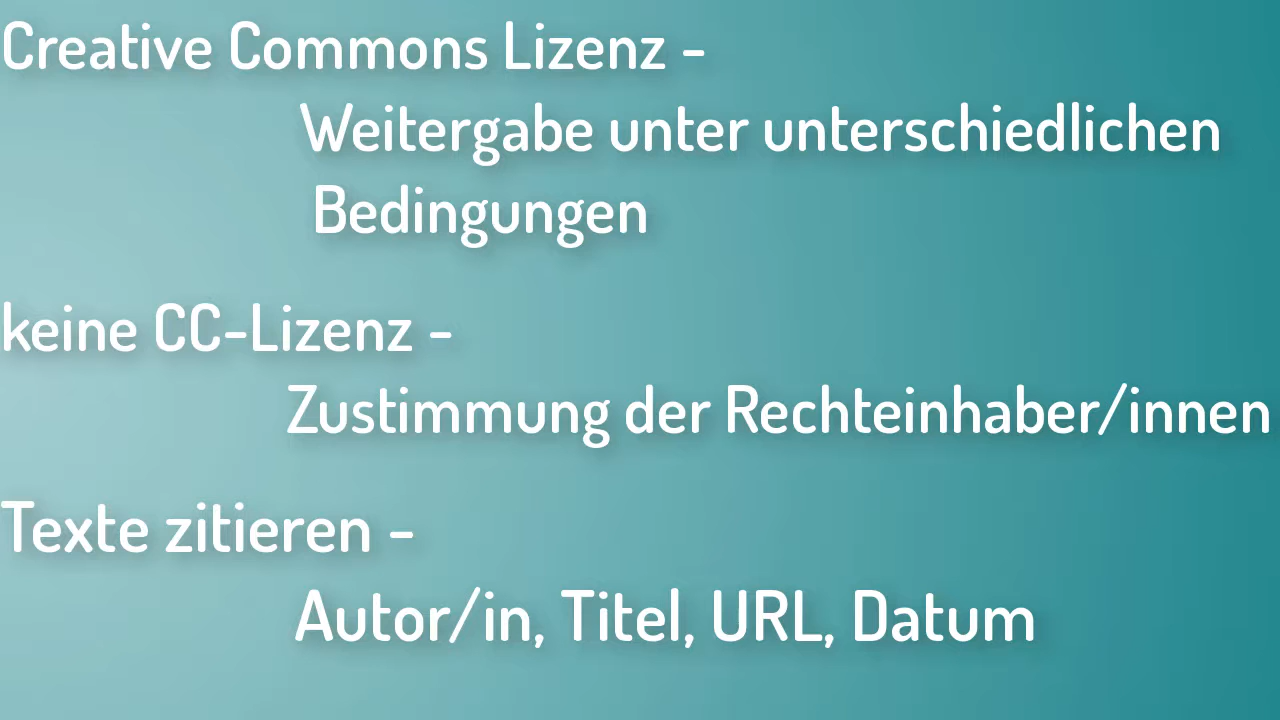 Creative Commons Lizenz –
Weitergabe unter unterschiedlichen
Bedingungen
keine CC-Lizenz –
Zustimmung der Rechteinhaber/innen
Texte zitieren –
Autor/in, Titel, URL, Datum